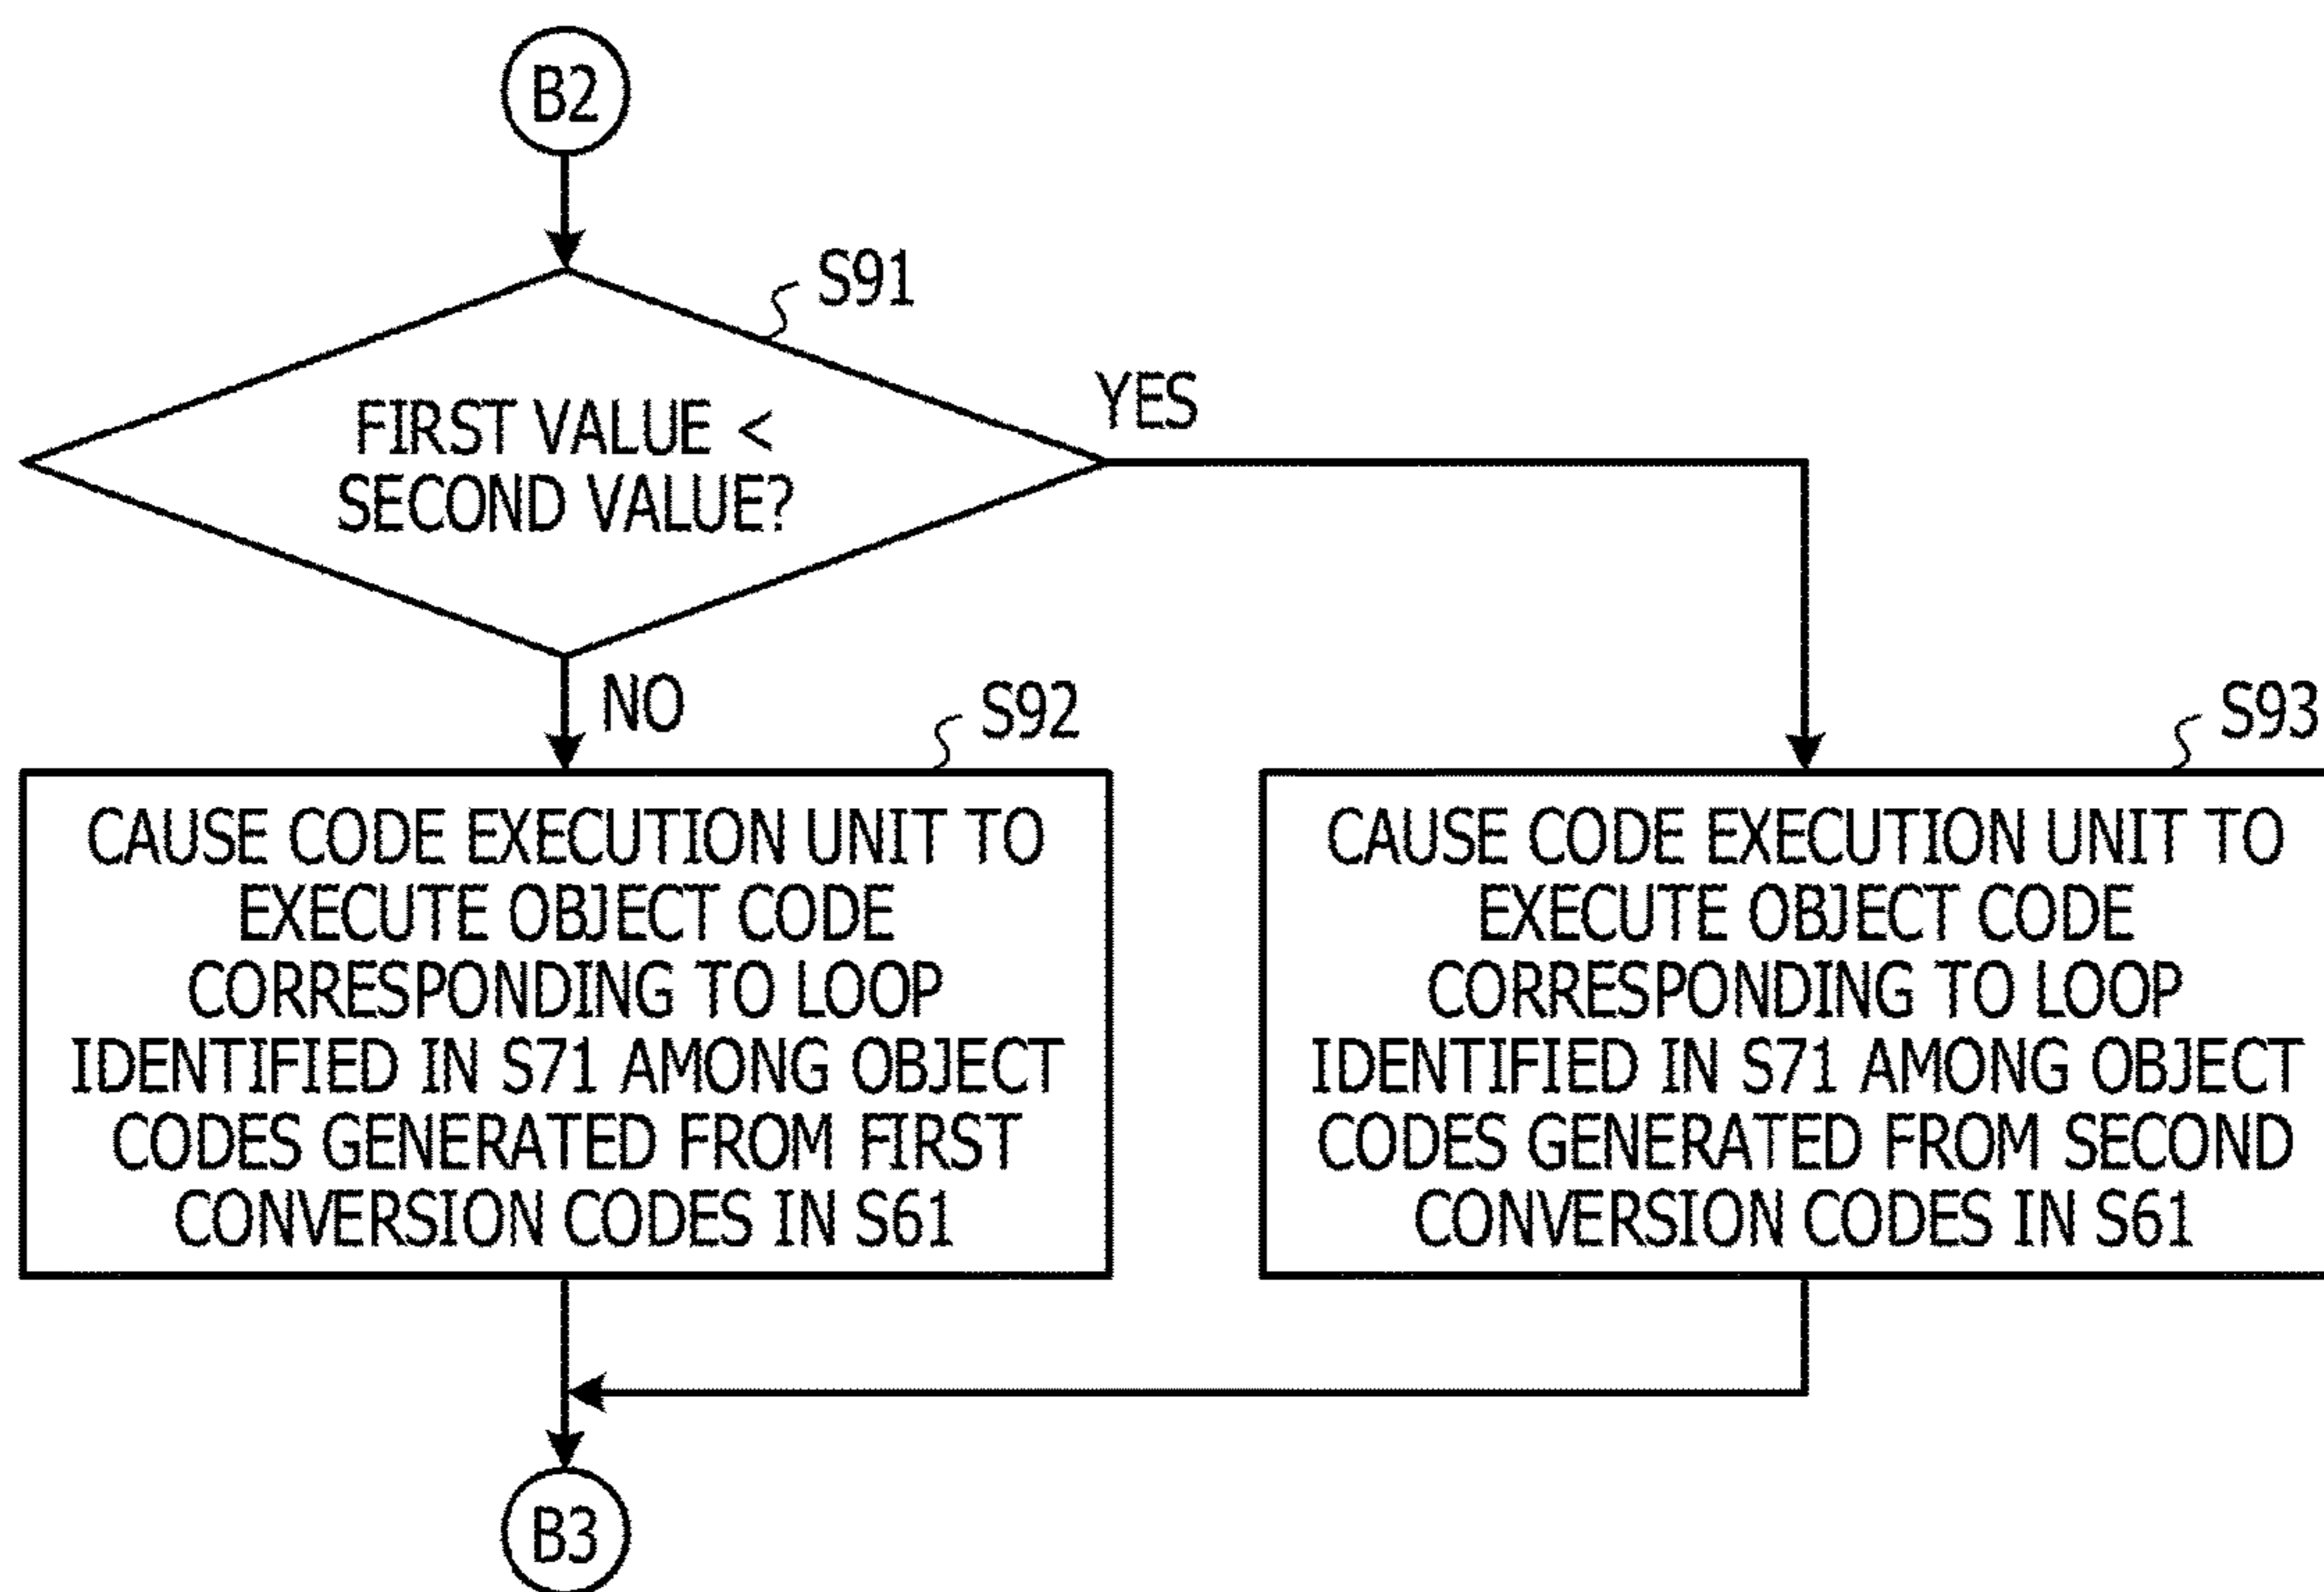 B2
S91
FIRST VALUE <
SECOND VALUE?
YES
NO
S92
CAUSE CODE EXECUTION UNIT TO
EXECUTE OBJECT CODE
CORRESPONDING TO LOOP
IDENTIFIED IN S71 AMONG OBJECT
CODES GENERATED FROM FIRST
CONVERSION CODES IN S61
S93
CAUSE CODE EXECUTION UNIT TO
EXECUTE OBJECT CODE
CORRESPONDING TO LOOP
IDENTIFIED IN S71 AMONG OBJECT
CODES GENERATED FROM SECOND
CONVERSION CODES IN S61
B3